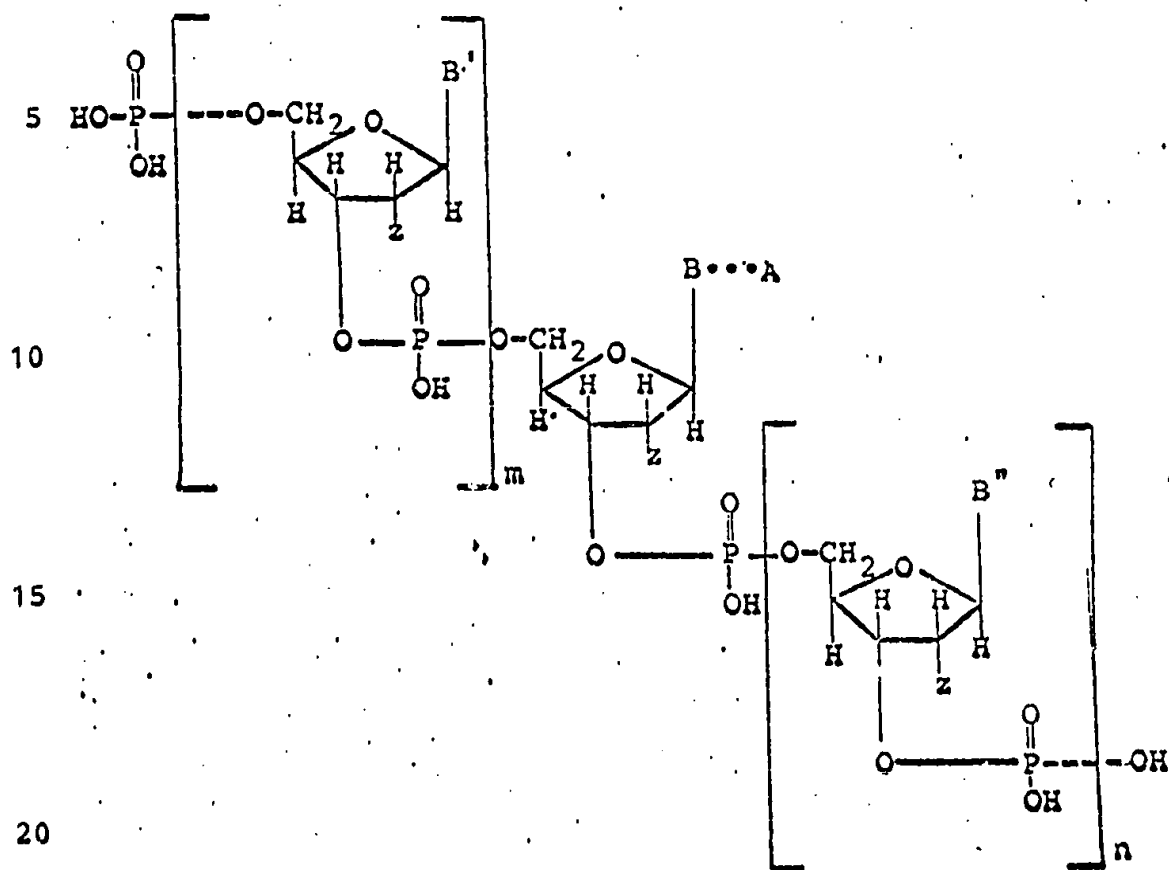 O B'
5 HO-P----O-CH2 O
OH H H
H z H
O B•••A
10 O P O-CH2 O
OH H H
H z H
m
O B"
O P O-CH2 O
15 OH H H
H z H
O
O P ---OH
OH
20 n